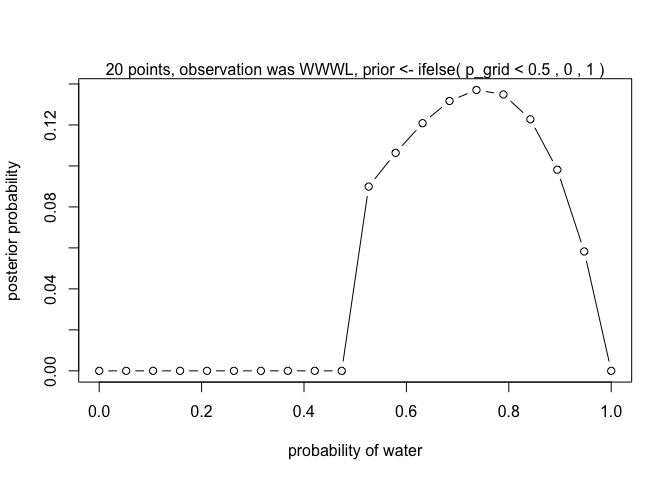 20 points, observation was WWWL, prior <- ifelse( p_grid < 0.5 , 0 , 1 )
posterior probability
0.12
0.08
0.04
0.00
0.0 0.2 0.4 0.6 0.8 1.0
probability of water